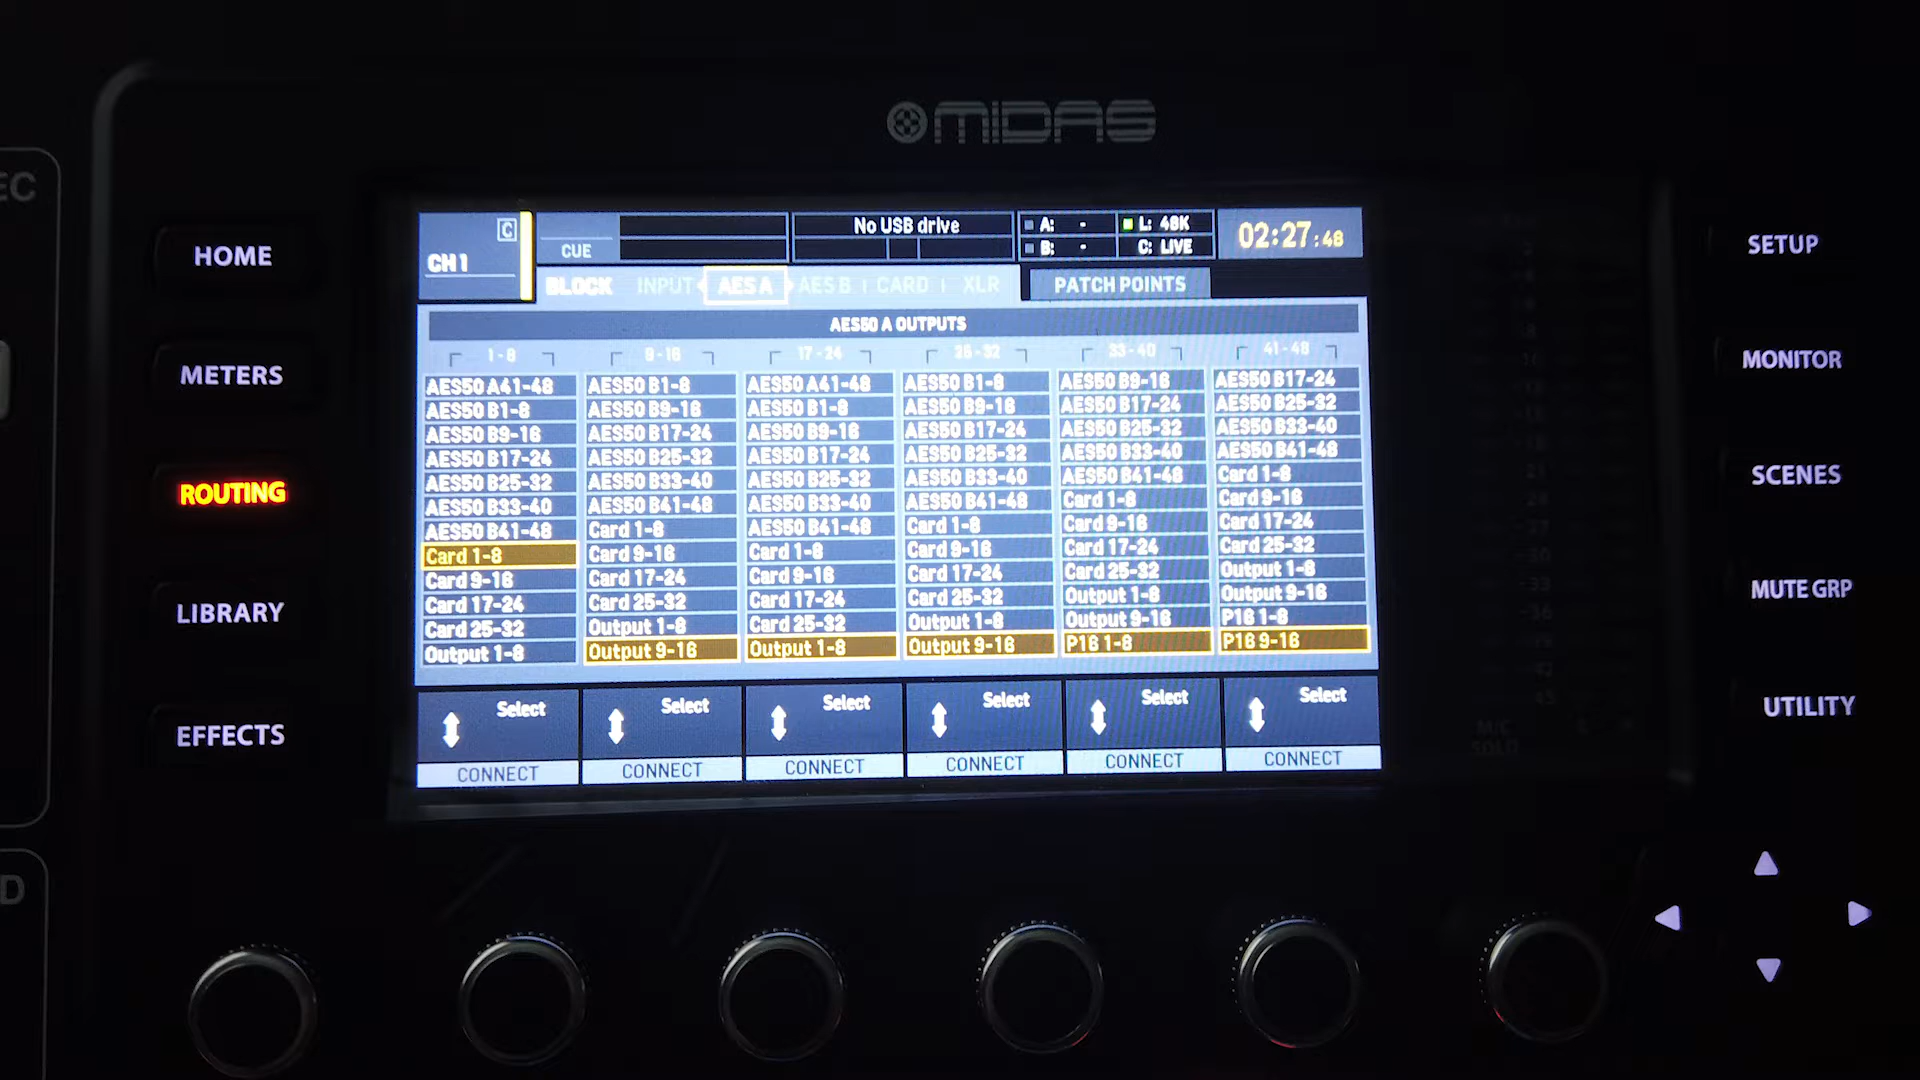 MIDAS
EC
HOME
METERS
ROUTING
LIBRARY
EFFECTS
CH 1
C
CUE
No USB drive
A: -
B: -
L: 48K
C: LIVE
02:27:48
BLOCK INPUT AES A AES B CARD XLR
PATCH POINTS
AES50 A OUTPUTS
1-8
AES50 A41-48
AES50 B1-8
AES50 B9-16
AES50 B17-24
AES50 B25-32
AES50 B33-40
AES50 B41-48
Card 1-8
Card 9-16
Card 17-24
Card 25-32
Output 1-8
9-16
AES50 B1-8
AES50 B9-16
AES50 B17-24
AES50 B25-32
AES50 B33-40
AES50 B41-48
Card 1-8
Card 9-16
Card 17-24
Card 25-32
Output 1-8
Output 9-16
17-24
AES50 A41-48
AES50 B1-8
AES50 B9-16
AES50 B17-24
AES50 B25-32
AES50 B33-40
AES50 B41-48
Card 1-8
Card 9-16
Card 17-24
Card 25-32
Output 1-8
25-32
AES50 B1-8
AES50 B9-16
AES50 B17-24
AES50 B25-32
AES50 B33-40
AES50 B41-48
Card 1-8
Card 9-16
Card 17-24
Card 25-32
Output 1-8
Output 9-16
33-40
AES50 B9-16
AES50 B17-24
AES50 B25-32
AES50 B33-40
AES50 B41-48
Card 1-8
Card 9-16
Card 17-24
Card 25-32
Output 1-8
Output 9-16
P16 1-8
41-48
AES50 B17-24
AES50 B25-32
AES50 B33-40
AES50 B41-48
Card 1-8
Card 9-16
Card 17-24
Card 25-32
Output 1-8
Output 9-16
P16 1-8
P16 9-16
Select Select Select Select Select Select
CONNECT CONNECT CONNECT CONNECT CONNECT CONNECT
SETUP
MONITOR
SCENES
MUTE GRP
UTILITY
M/C
SOLO
D